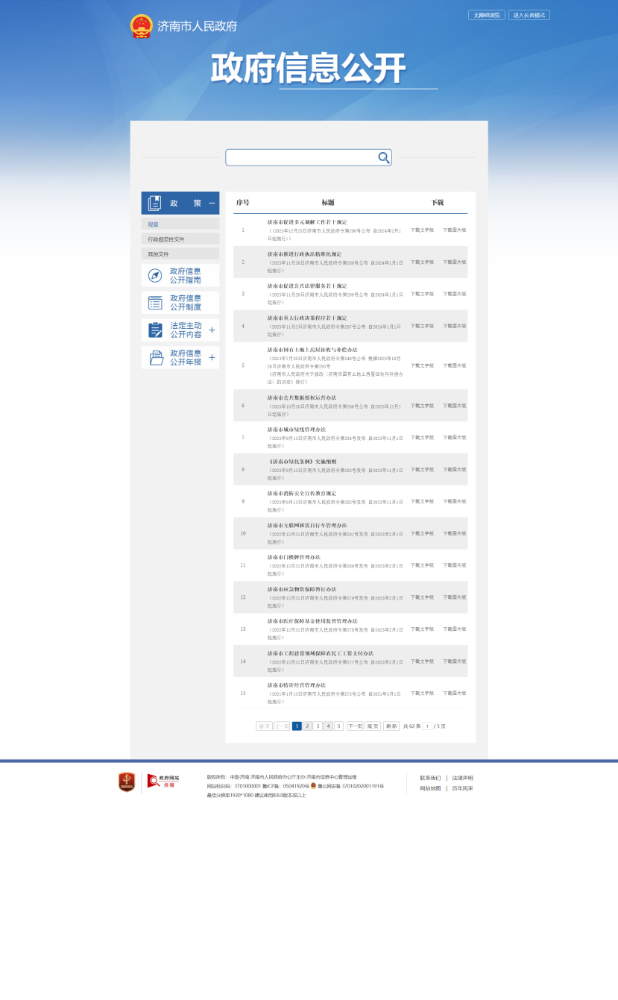 无障碍浏览 进入长者模式
济南市人民政府
政府信息公开
政 策
规章
行政规范性文件
其他文件
政府信息
公开指南
政府信息
公开制度
法定主动
公开内容
政府信息
公开年报
序号 标题 下载
1 济南市促进多元调解工作若干规定 下载文字版 下载图片版
（(2023年12月25日济南市人民政府令第290号公布 自2024年2月1
日起施行)）
2 济南市推进行政执法精准化规定 下载文字版 下载图片版
（2023年11月26日济南市人民政府令第289号公布 自2024年1月1日
起施行）
3 济南市促进公共法律服务若干规定 下载文字版 下载图片版
（2023年11月26日济南市人民政府令第288号公布 自2024年1月1日
起施行）
4 济南市重大行政决策程序若干规定 下载文字版 下载图片版
（2023年11月2日济南市人民政府令第287号公布 自2024年1月1日
起施行）
5 济南市国有土地上房屋征收与补偿办法 下载文字版 下载图片版
（2013年7月30日济南市人民政府令第248号公布 根据2023年10月
26日济南市人民政府令第285号
《济南市人民政府关于修改〈济南市国有土地上房屋征收与补偿办
法〉的决定》修订）
6 济南市公共数据授权运营办法 下载文字版 下载图片版
（2023年10月26日济南市人民政府令第286号公布 自2023年12月1
日起施行）
7 济南市城市绿线管理办法 下载文字版 下载图片版
（2023年9月13日济南市人民政府令第284号发布 自2023年11月1日
起施行）
8 《济南市绿化条例》实施细则 下载文字版 下载图片版
（2023年9月13日济南市人民政府令第283号发布 自2023年11月1日
起施行）
9 济南市消防安全宣传教育规定 下载文字版 下载图片版
（2023年9月13日济南市人民政府令第282号发布 自2023年11月1日
起施行）
10 济南市互联网租赁自行车管理办法 下载文字版 下载图片版
（2022年12月31日济南市人民政府令第281号发布 自2023年2月1日
起施行）
11 济南市门楼牌管理办法 下载文字版 下载图片版
（2022年12月31日济南市人民政府令第280号发布 自2023年2月1日
起施行）
12 济南市应急物资保障暂行办法 下载文字版 下载图片版
（2022年12月31日济南市人民政府令第279号发布 自2023年2月1日
起施行）
13 济南市医疗保障基金使用监督管理办法 下载文字版 下载图片版
（2022年12月31日济南市人民政府令第278号发布 自2023年2月1日
起施行）
14 济南市工程建设领域保障农民工工资支付办法 下载文字版 下载图片版
（2022年12月31日济南市人民政府令第277号公布 自2023年2月1日
起施行）
15 济南市特许经营管理办法 下载文字版 下载图片版
（2021年1月13日济南市人民政府令第273号公布 自2021年3月1日
起施行）
首页 上一页 1 2 3 4 5 下一页 尾页 刷新 共62条 1 / 5 页
政府网站
找错
版权所有：中国·济南 济南市人民政府办公厅主办 济南市信息中心管理运维
网站标识码：3701000001 鲁ICP备：05041920号 鲁公网安备 37010202001191号
最佳分辨率1920*1080 建议使用IE8.0版本或以上
联系我们 | 法律声明
网站地图 | 历年风采